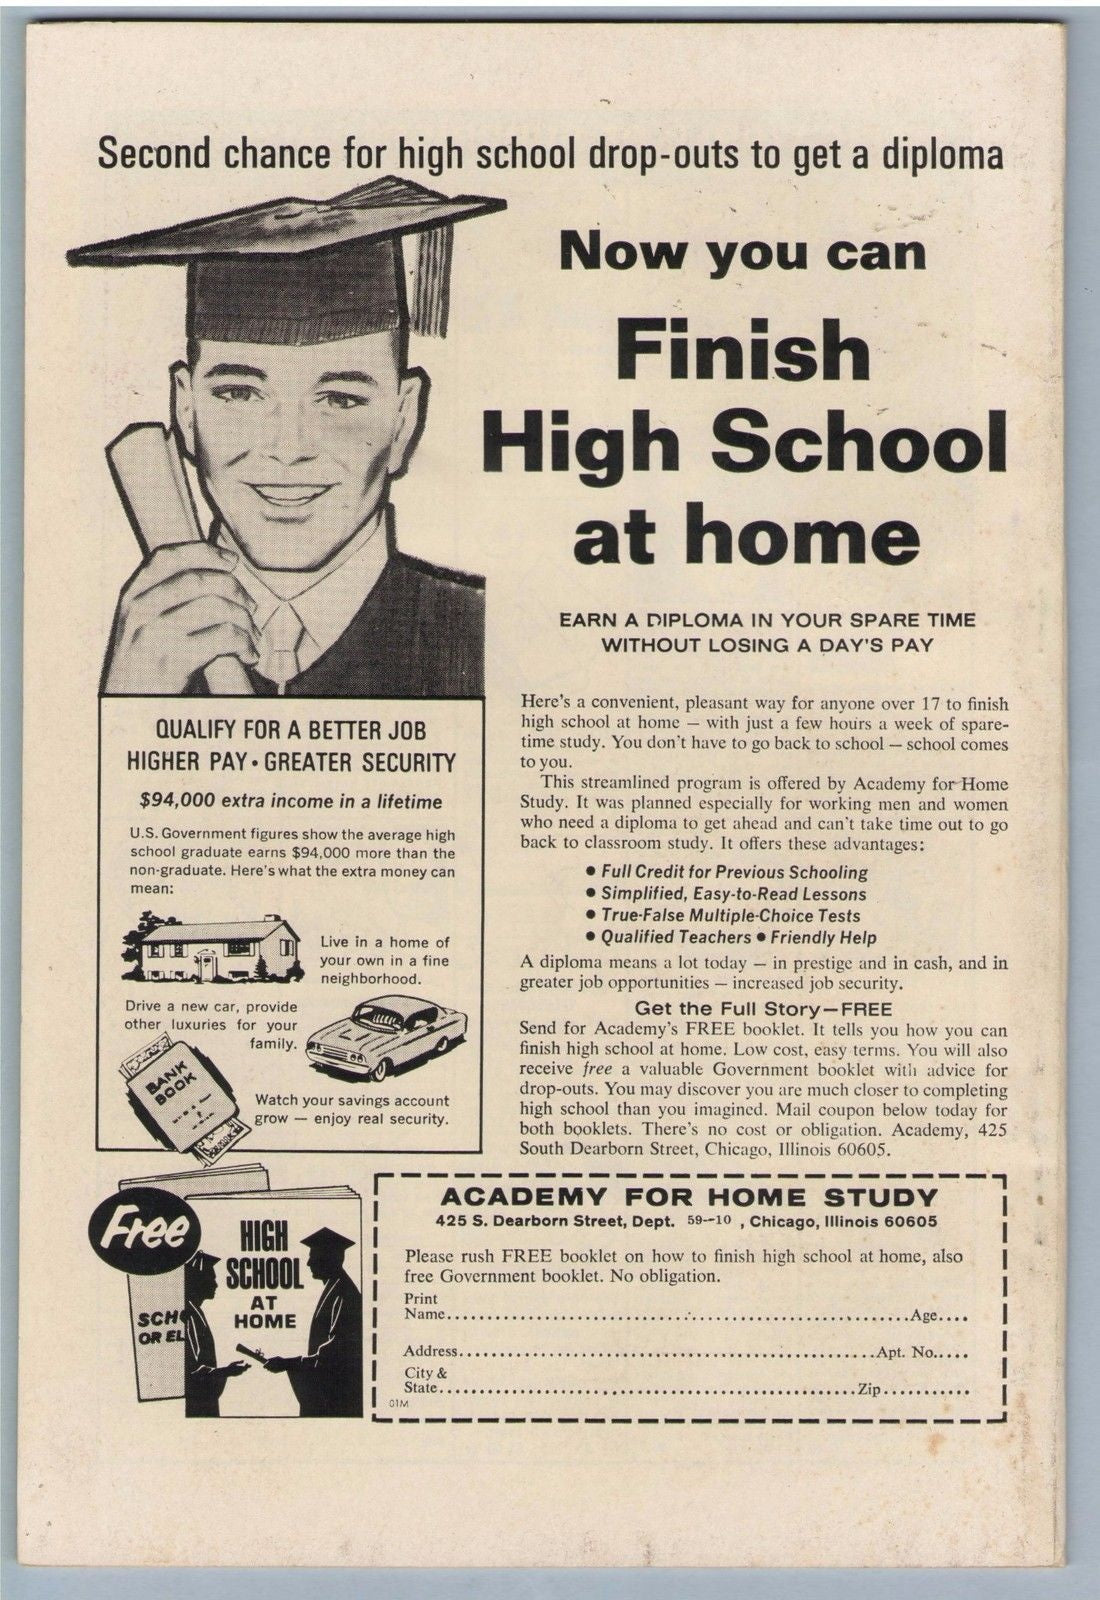 Second chance for high school drop-outs to get a diploma
Now you can
Finish
High School
at home
EARN A DIPLOMA IN YOUR SPARE TIME
WITHOUT LOSING A DAY'S PAY
QUALIFY FOR A BETTER JOB
HIGHER PAY • GREATER SECURITY
$94,000 extra income in a lifetime
U.S. Government figures show the average high
school graduate earns $94,000 more than the
non-graduate. Here's what the extra money can
mean:
Live in a home of
your own in a fine
neighborhood.
Drive a new car, provide
other luxuries for your
family.
BANK
BOOK
Watch your savings account
grow — enjoy real security.
Here's a convenient, pleasant way for anyone over 17 to finish
high school at home — with just a few hours a week of spare-
time study. You don't have to go back to school — school comes
to you.
This streamlined program is offered by Academy for Home
Study. It was planned especially for working men and women
who need a diploma to get ahead and can't take time out to go
back to classroom study. It offers these advantages:
• Full Credit for Previous Schooling
• Simplified, Easy-to-Read Lessons
• True-False Multiple-Choice Tests
• Qualified Teachers • Friendly Help
A diploma means a lot today — in prestige and in cash, and in
greater job opportunities — increased job security.
Get the Full Story—FREE
Send for Academy's FREE booklet. It tells you how you can
finish high school at home. Low cost, easy terms. You will also
receive free a valuable Government booklet with advice for
drop-outs. You may discover you are much closer to completing
high school than you imagined. Mail coupon below today for
both booklets. There's no cost or obligation. Academy, 425
South Dearborn Street, Chicago, Illinois 60605.
Free
SCH
OR EL
HIGH
SCHOOL
AT
HOME
ACADEMY FOR HOME STUDY
425 S. Dearborn Street, Dept. 59--10 , Chicago, Illinois 60605
Please rush FREE booklet on how to finish high school at home, also
free Government booklet. No obligation.
Print
Name Age
Address Apt. No.
City &
State Zip
01M